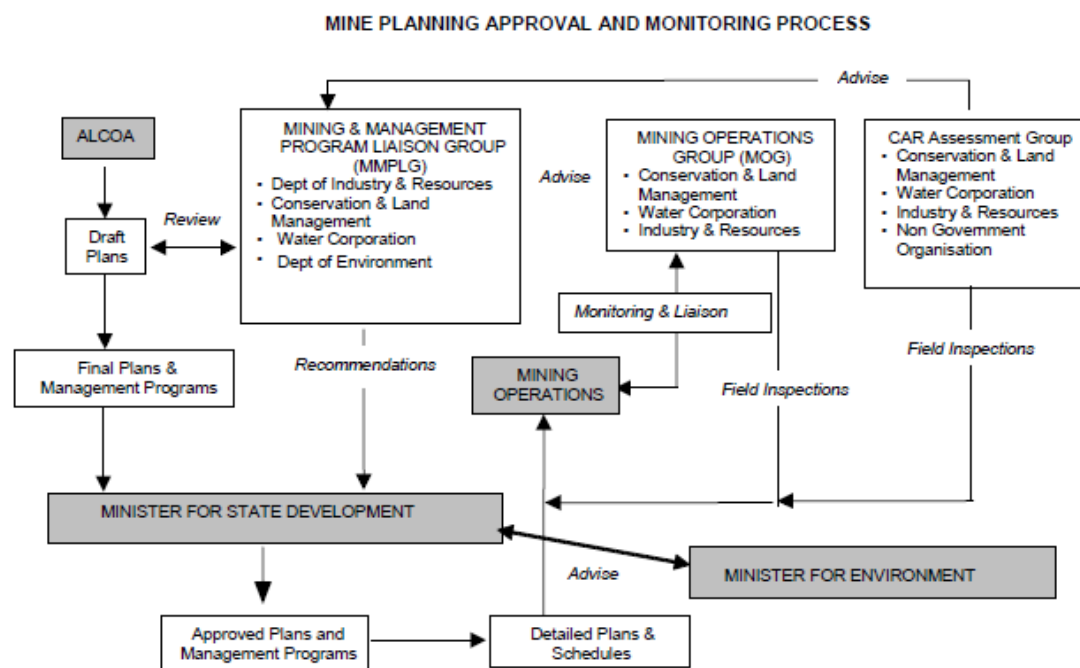 MINE PLANNING APPROVAL AND MONITORING PROCESS
Advise
ALCOA
MINING & MANAGEMENT
PROGRAM LIAISON GROUP
(MMPLG)
▪ Dept of Industry & Resources
▪ Conservation & Land
Management
▪ Water Corporation
▪ Dept of Environment
Advise
MINING OPERATIONS
GROUP (MOG)
▪ Conservation & Land
Management
▪ Water Corporation
▪ Industry & Resources
CAR Assessment Group
▪ Conservation & Land
Management
▪ Water Corporation
▪ Industry & Resources
▪ Non Government
Organisation
Review
Draft
Plans
Monitoring & Liaison
Final Plans &
Management Programs
Recommendations
MINING
OPERATIONS
Field Inspections
Field Inspections
MINISTER FOR STATE DEVELOPMENT
Advise
MINISTER FOR ENVIRONMENT
Approved Plans and
Management Programs
Detailed Plans &
Schedules